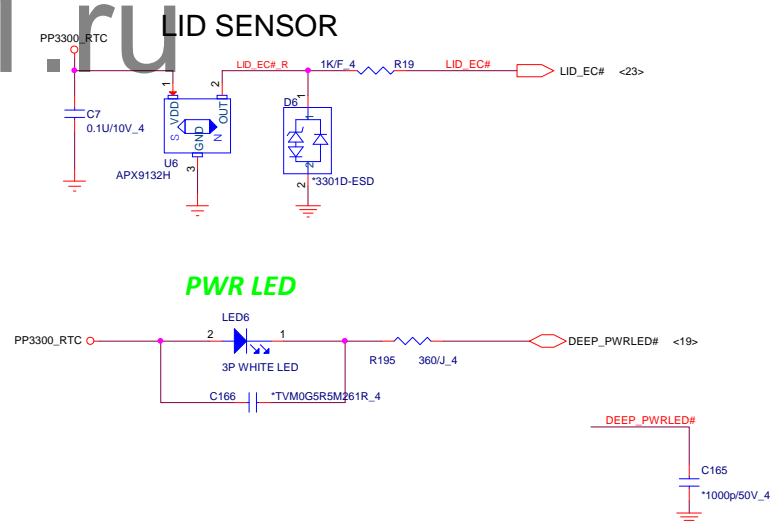 l.ru
LID SENSOR
PP3300_RTC
LID_EC#_R
1K/F_4
R19
LID_EC#
LID_EC# <23>
C7
0.1U/10V_4
1
2
VDD
OUT
S
GND
N
3
U6
APX9132H
D6
1
1
2
2
*3301D-ESD
PWR LED
LED6
PP3300_RTC
2
1
3P WHITE LED
R195
360/J_4
DEEP_PWRLED# <19>
C166
*TVM0G5R5M261R_4
DEEP_PWRLED#
C165
*1000p/50V_4